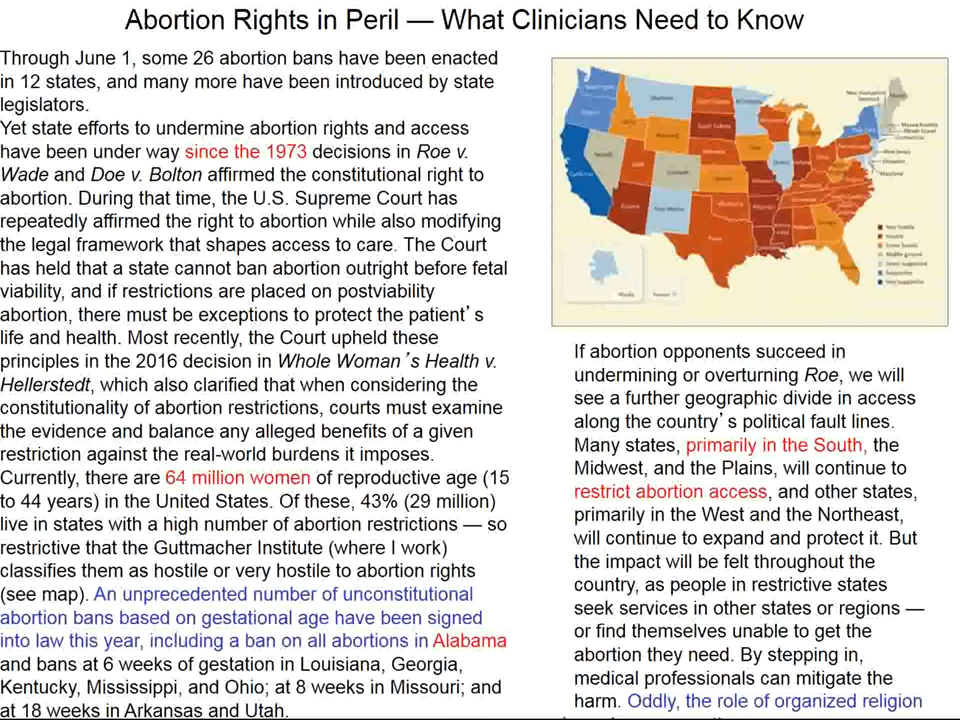 Abortion Rights in Peril — What Clinicians Need to Know
Through June 1, some 26 abortion bans have been enacted
in 12 states, and many more have been introduced by state
legislators.
Yet state efforts to undermine abortion rights and access
have been under way since the 1973 decisions in Roe v.
Wade and Doe v. Bolton affirmed the constitutional right to
abortion. During that time, the U.S. Supreme Court has
repeatedly affirmed the right to abortion while also modifying
the legal framework that shapes access to care. The Court
has held that a state cannot ban abortion outright before fetal
viability, and if restrictions are placed on postviability
abortion, there must be exceptions to protect the patient’s
life and health. Most recently, the Court upheld these
principles in the 2016 decision in Whole Woman’s Health v.
Hellerstedt, which also clarified that when considering the
constitutionality of abortion restrictions, courts must examine
the evidence and balance any alleged benefits of a given
restriction against the real-world burdens it imposes.
Currently, there are 64 million women of reproductive age (15
to 44 years) in the United States. Of these, 43% (29 million)
live in states with a high number of abortion restrictions — so
restrictive that the Guttmacher Institute (where I work)
classifies them as hostile or very hostile to abortion rights
(see map). An unprecedented number of unconstitutional
abortion bans based on gestational age have been signed
into law this year, including a ban on all abortions in Alabama
and bans at 6 weeks of gestation in Louisiana, Georgia,
Kentucky, Mississippi, and Ohio; at 8 weeks in Missouri; and
at 18 weeks in Arkansas and Utah.
If abortion opponents succeed in
undermining or overturning Roe, we will
see a further geographic divide in access
along the country’s political fault lines.
Many states, primarily in the South, the
Midwest, and the Plains, will continue to
restrict abortion access, and other states,
primarily in the West and the Northeast,
will continue to expand and protect it. But
the impact will be felt throughout the
country, as people in restrictive states
seek services in other states or regions —
or find themselves unable to get the
abortion they need. By stepping in,
medical professionals can mitigate the
harm. Oddly, the role of organized religion